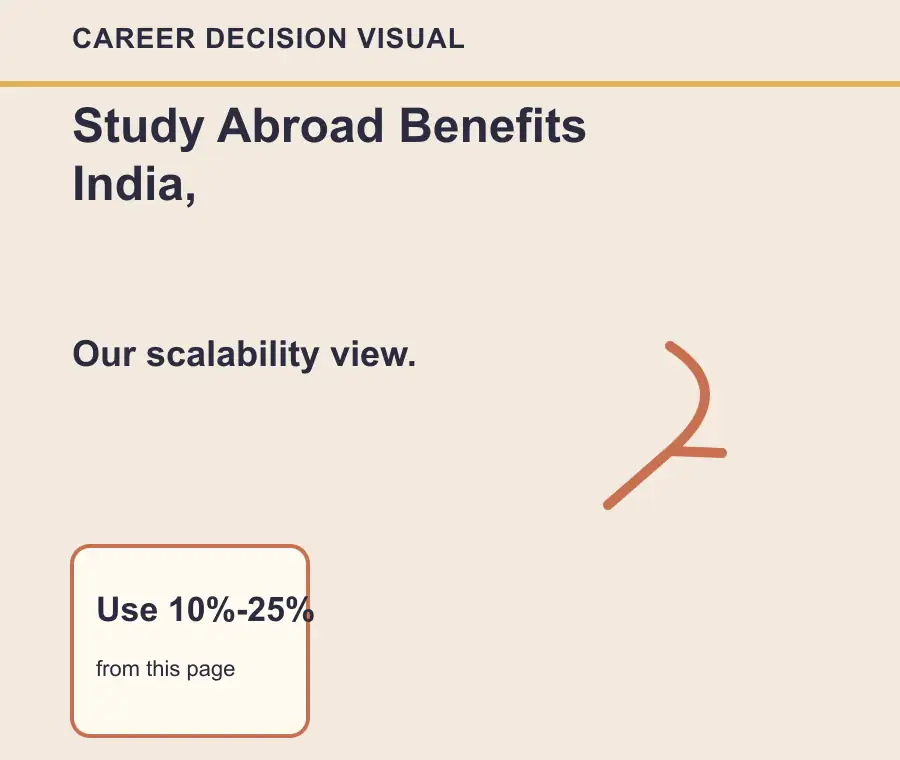 CAREER DECISION VISUAL
Study Abroad Benefits
India,
Our scalability view.
Use 10%-25%
from this page